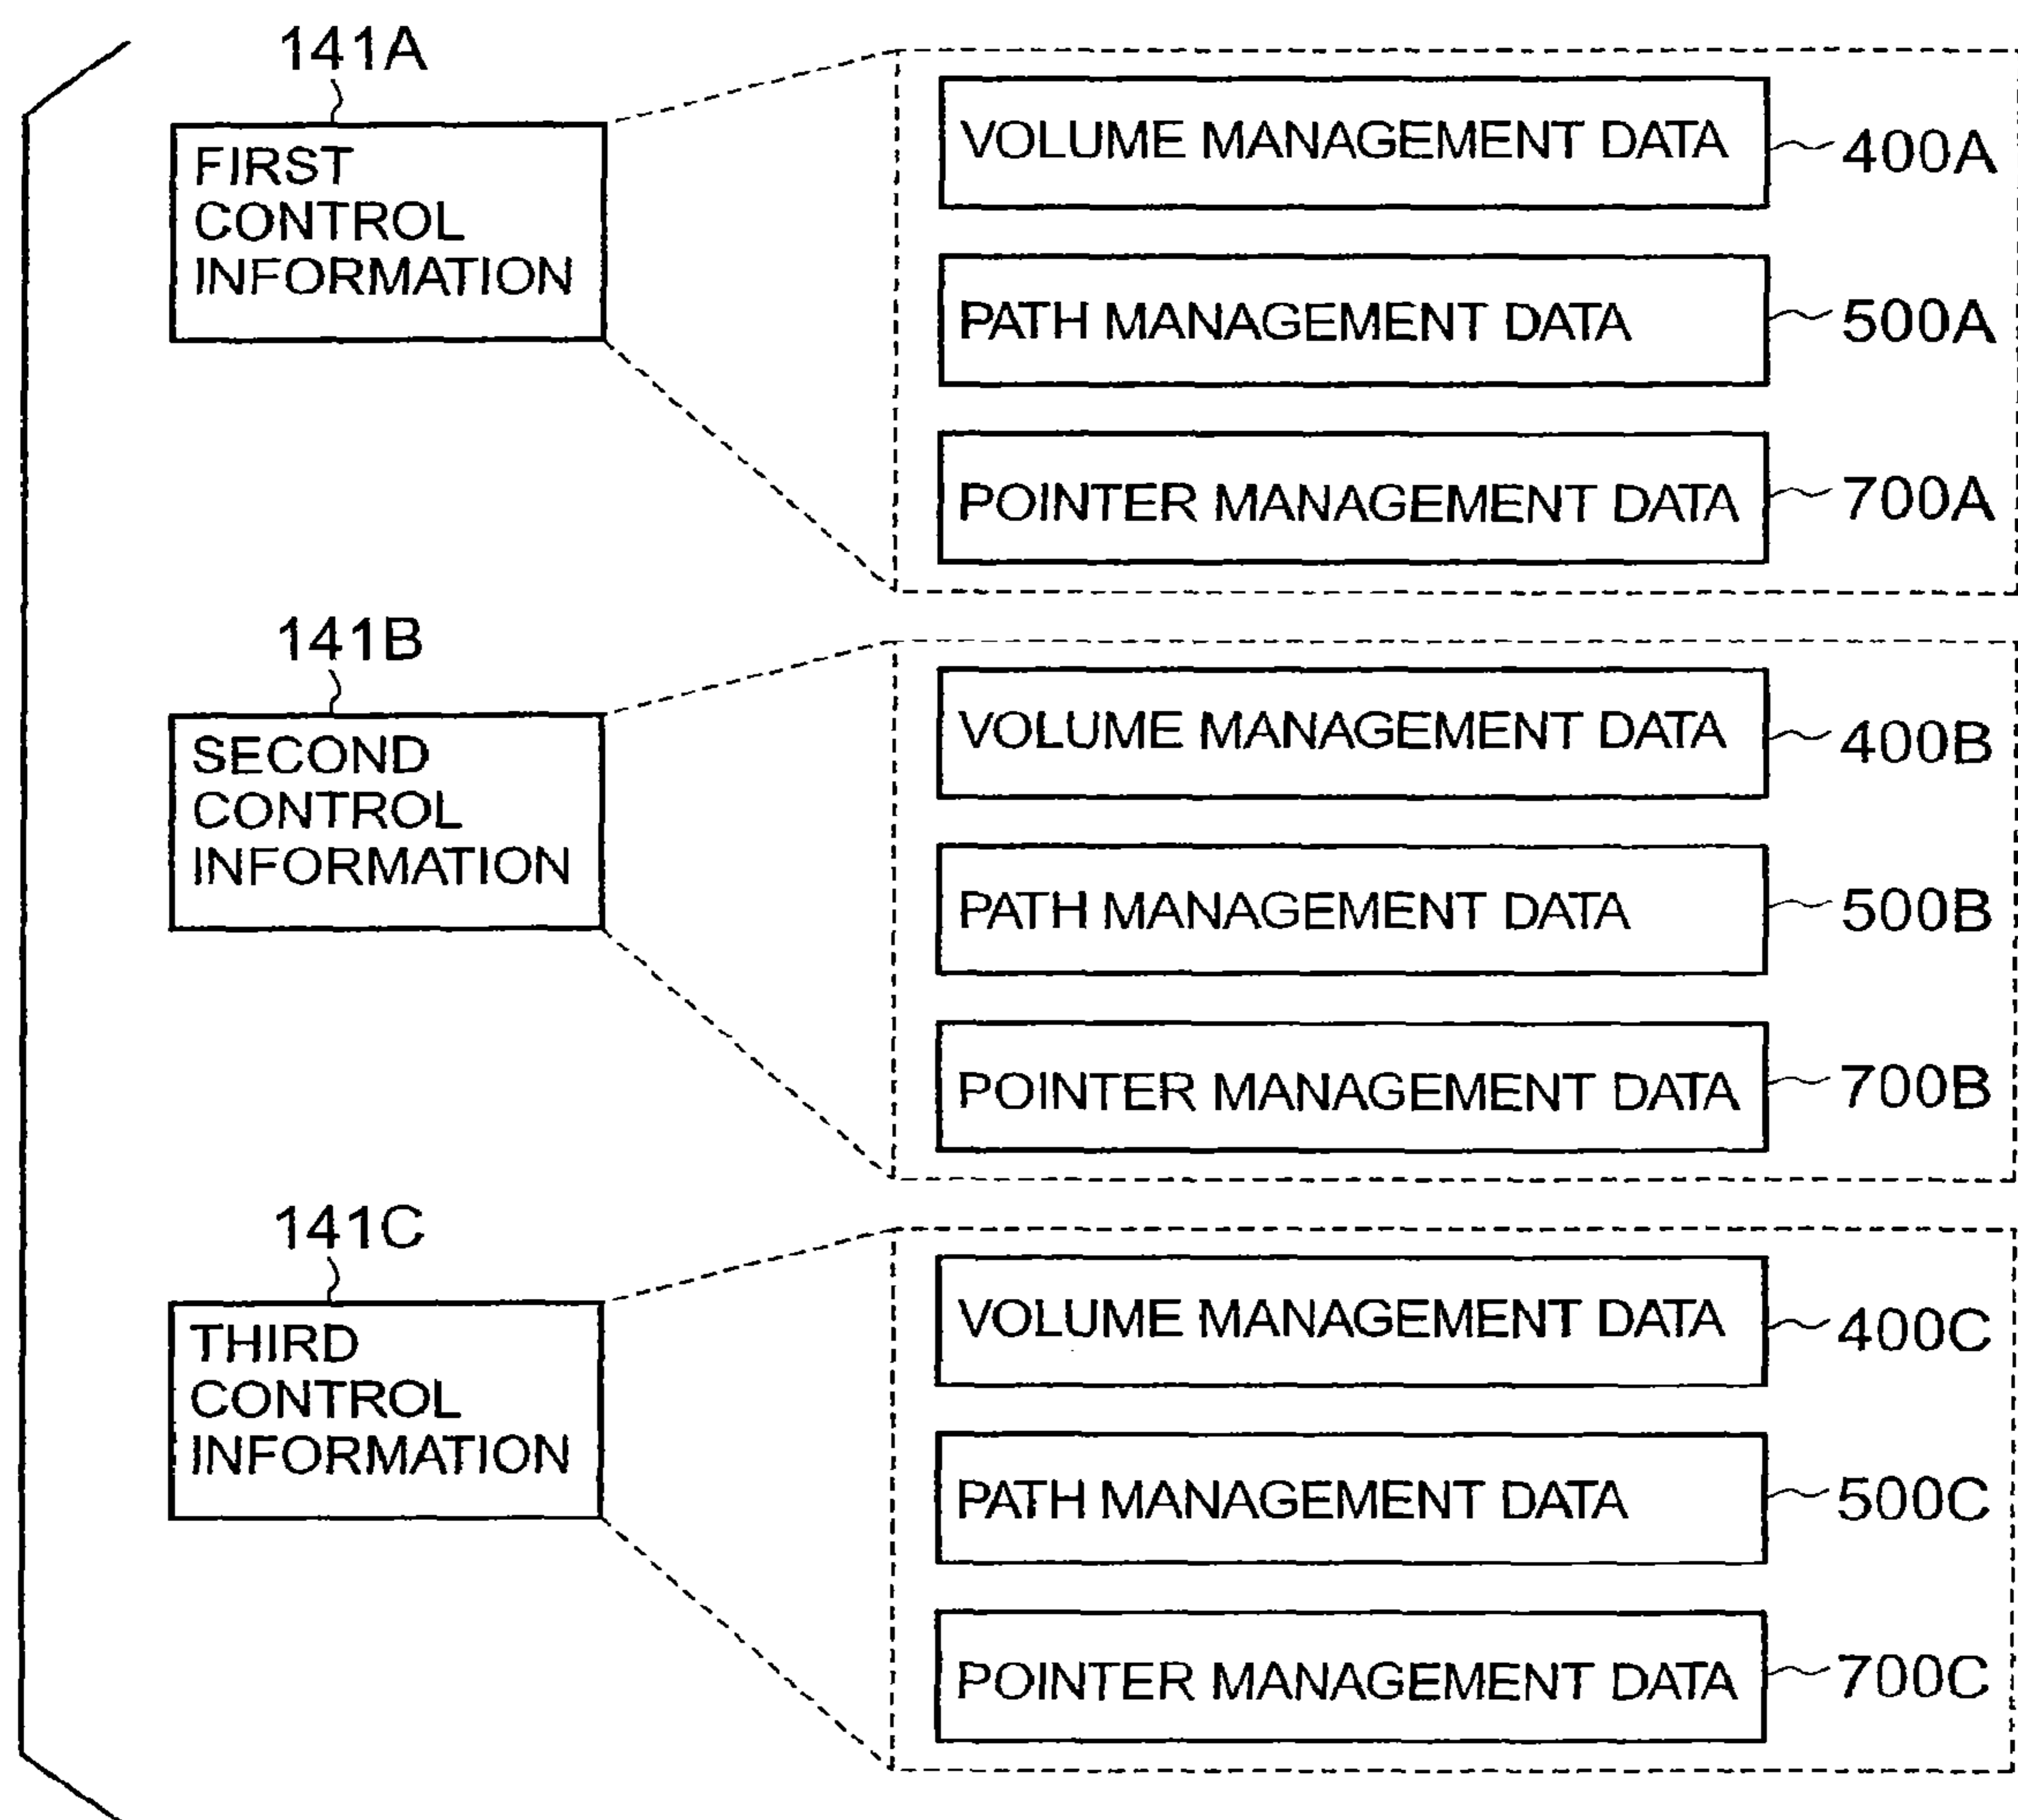 141A
FIRST
CONTROL
INFORMATION
VOLUME MANAGEMENT DATA
400A
PATH MANAGEMENT DATA
500A
POINTER MANAGEMENT DATA
700A
141B
SECOND
CONTROL
INFORMATION
VOLUME MANAGEMENT DATA
400B
PATH MANAGEMENT DATA
500B
POINTER MANAGEMENT DATA
700B
141C
THIRD
CONTROL
INFORMATION
VOLUME MANAGEMENT DATA
400C
PATH MANAGEMENT DATA
500C
POINTER MANAGEMENT DATA
700C